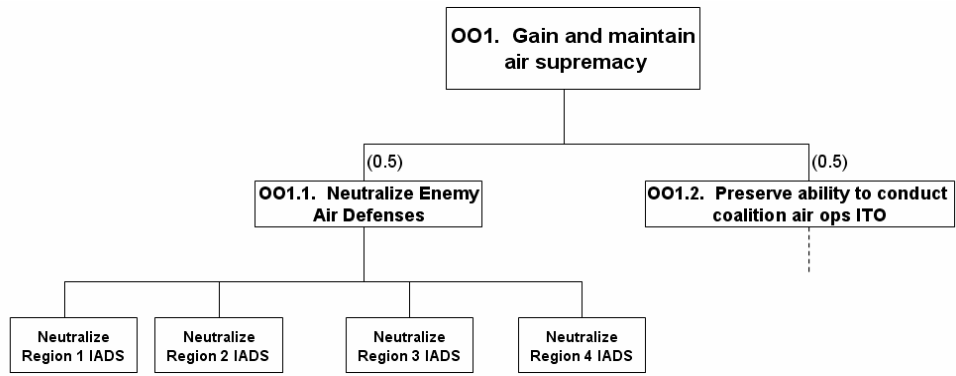 OO1.  Gain and maintain
air supremacy
(0.5)
(0.5)
OO1.1.  Neutralize Enemy
Air Defenses
OO1.2.  Preserve ability to conduct
coalition air ops ITO
Neutralize
Region 1 IADS
Neutralize
Region 2 IADS
Neutralize
Region 3 IADS
Neutralize
Region 4 IADS